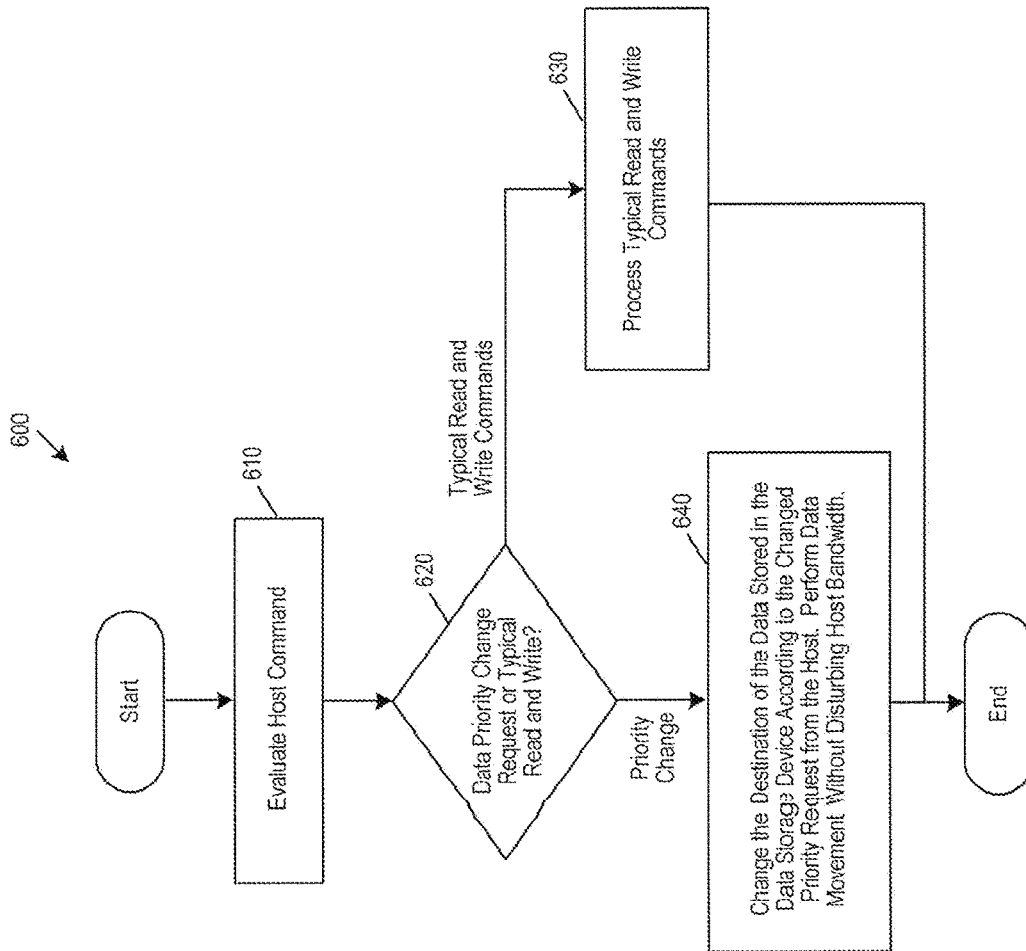 600
Start
610
Evaluate Host Command
620
Data Priority Change
Request or Typical
Read and Write?
Typical Read and
Write Commands
630
Process Typical Read and Write
Commands
Priority
Change
640
Change the Destination of the Data Stored in the
Data Storage Device According to the Changed
Priority Request from the Host. Perform Data
Movement Without Disturbing Host Bandwidth.
End